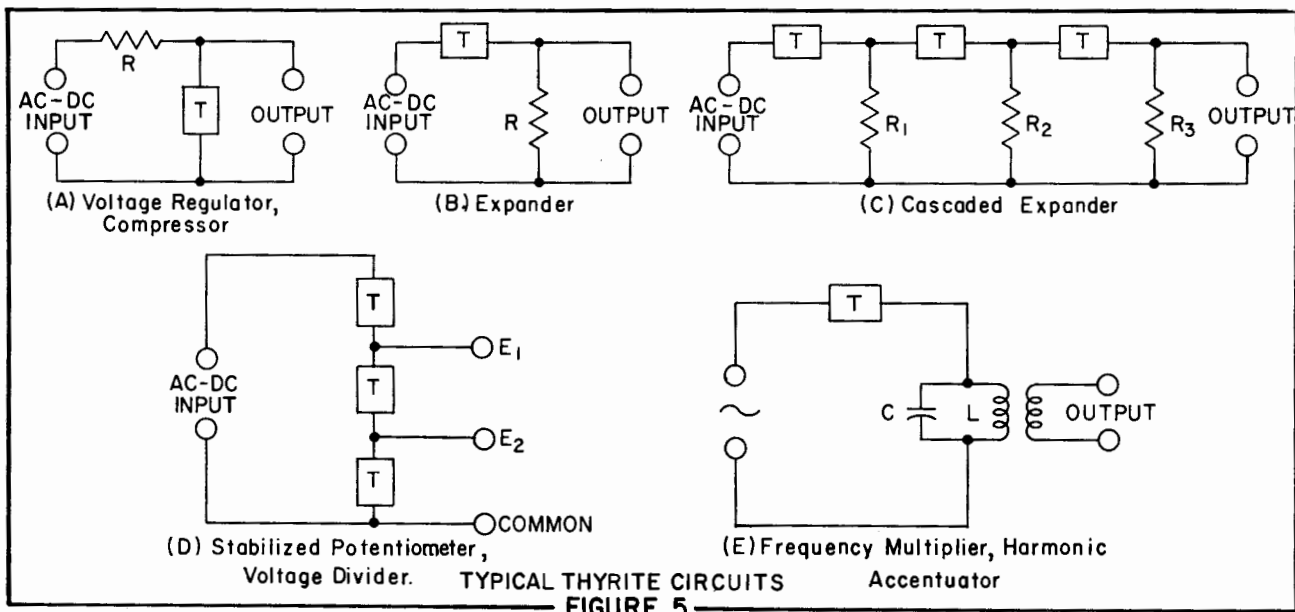 R
AC-DC
INPUT
T
OUTPUT
(A) Voltage Regulator,
Compressor
T
AC-DC
INPUT
R
OUTPUT
(B.) Expander
T
T
T
AC-DC
INPUT
R1
R2
R3
OUTPUT
(C) Cascaded Expander
AC-DC
INPUT
T
E1
T
E2
T
COMMON
(D) Stabilized Potentiometer,
Voltage Divider.
T
C
L
OUTPUT
(E) Frequency Multiplier, Harmonic
Accentuator
TYPICAL THYRITE CIRCUITS
FIGURE 5